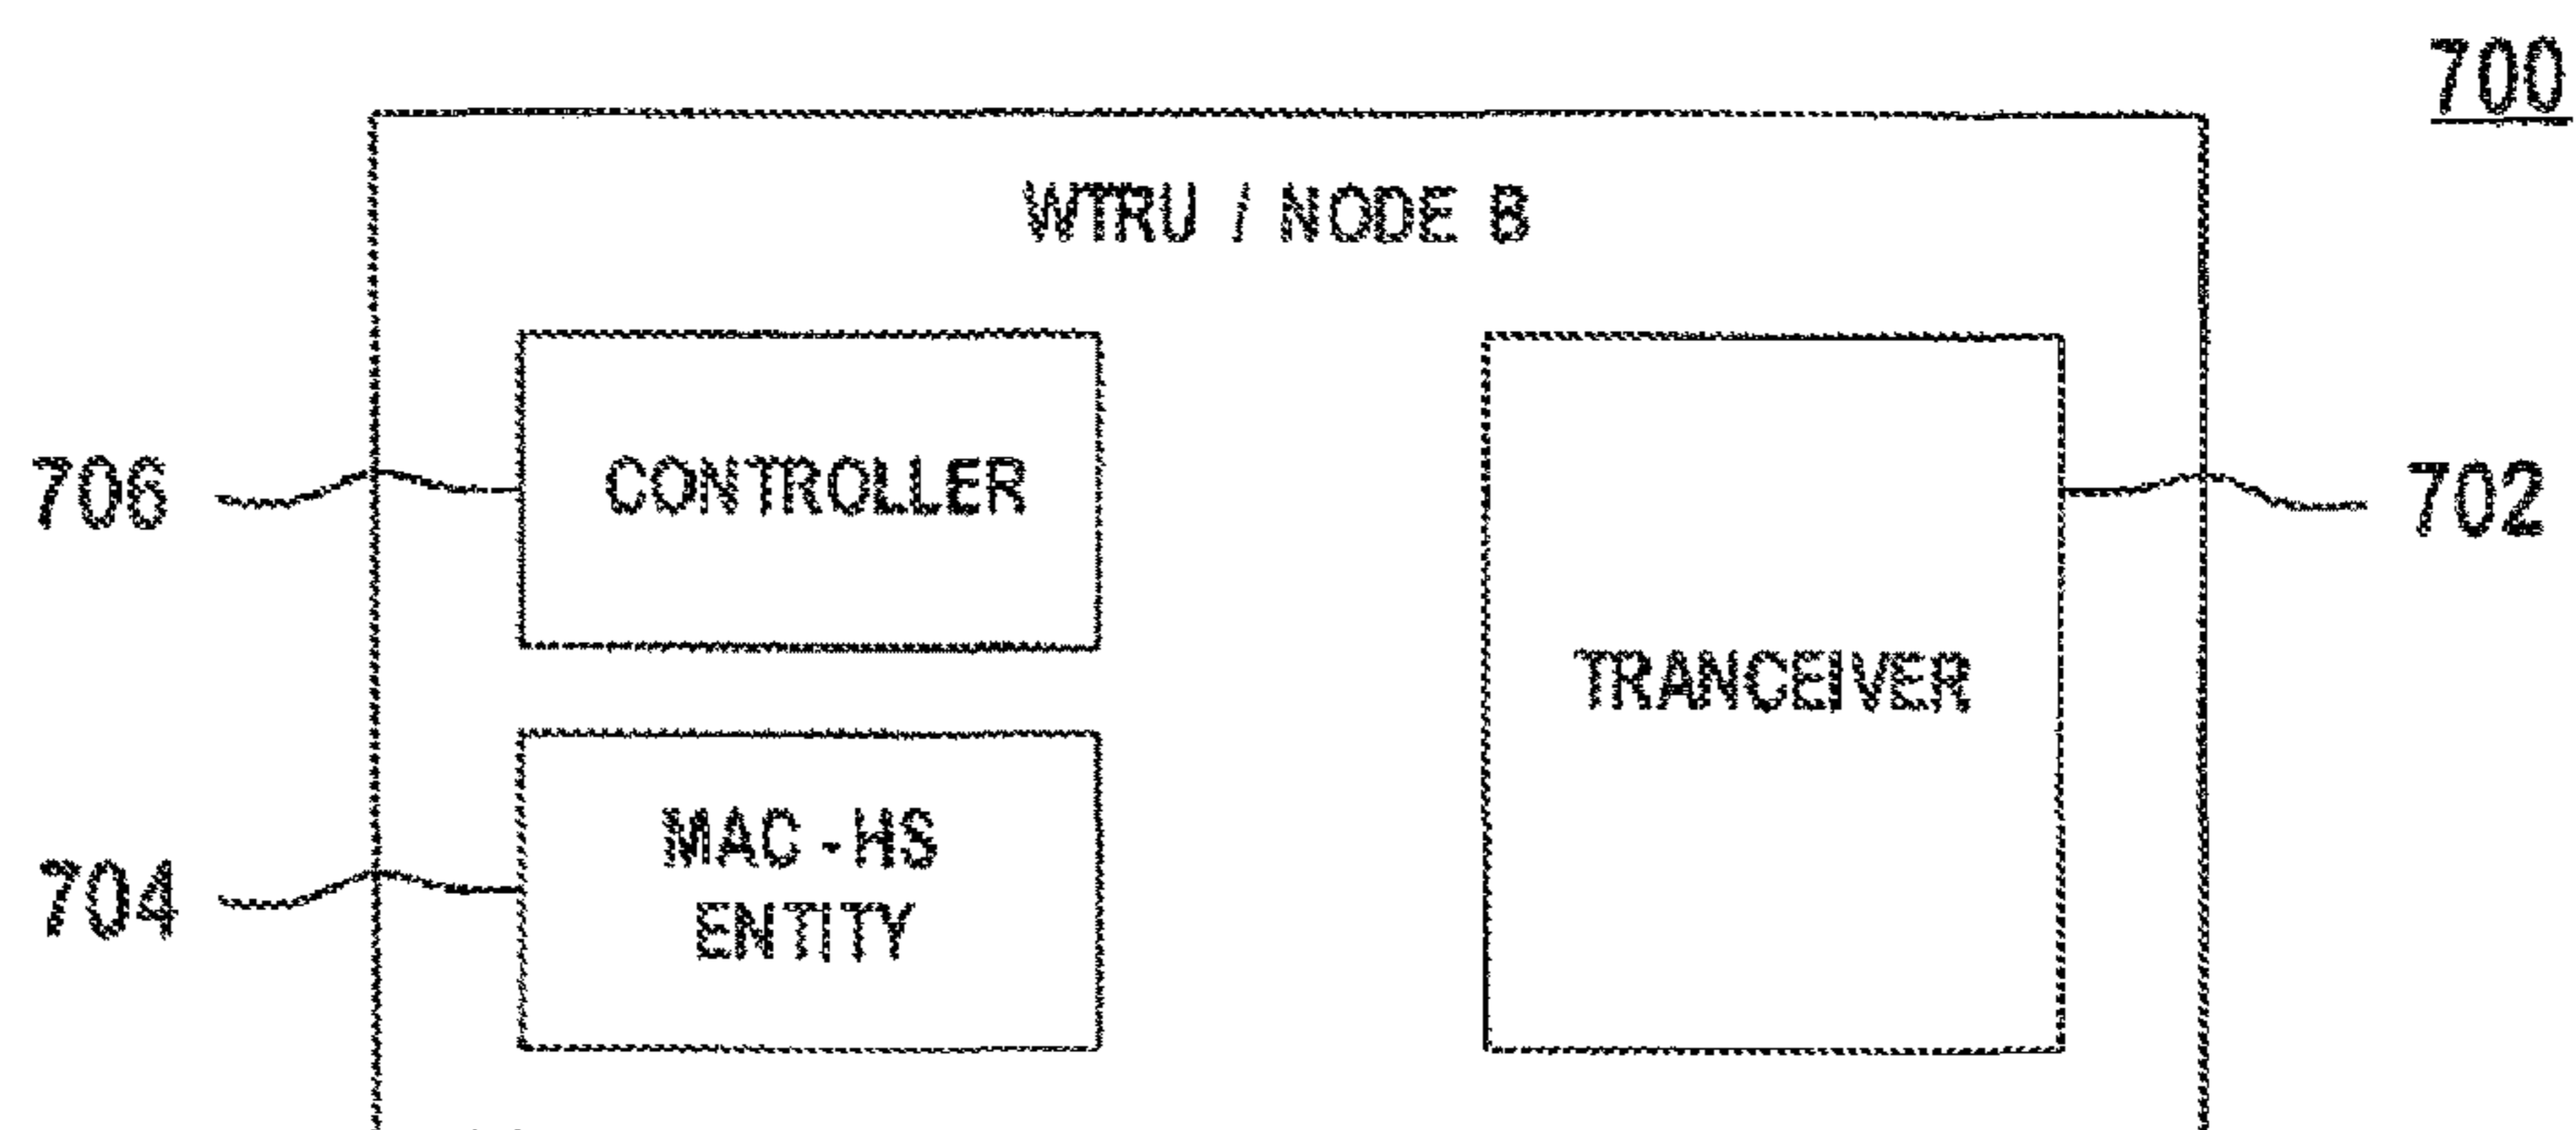 700
WTRU / NODE B
706
CONTROLLER
702
TRANCEIVER
704
MAC - HS
ENTITY